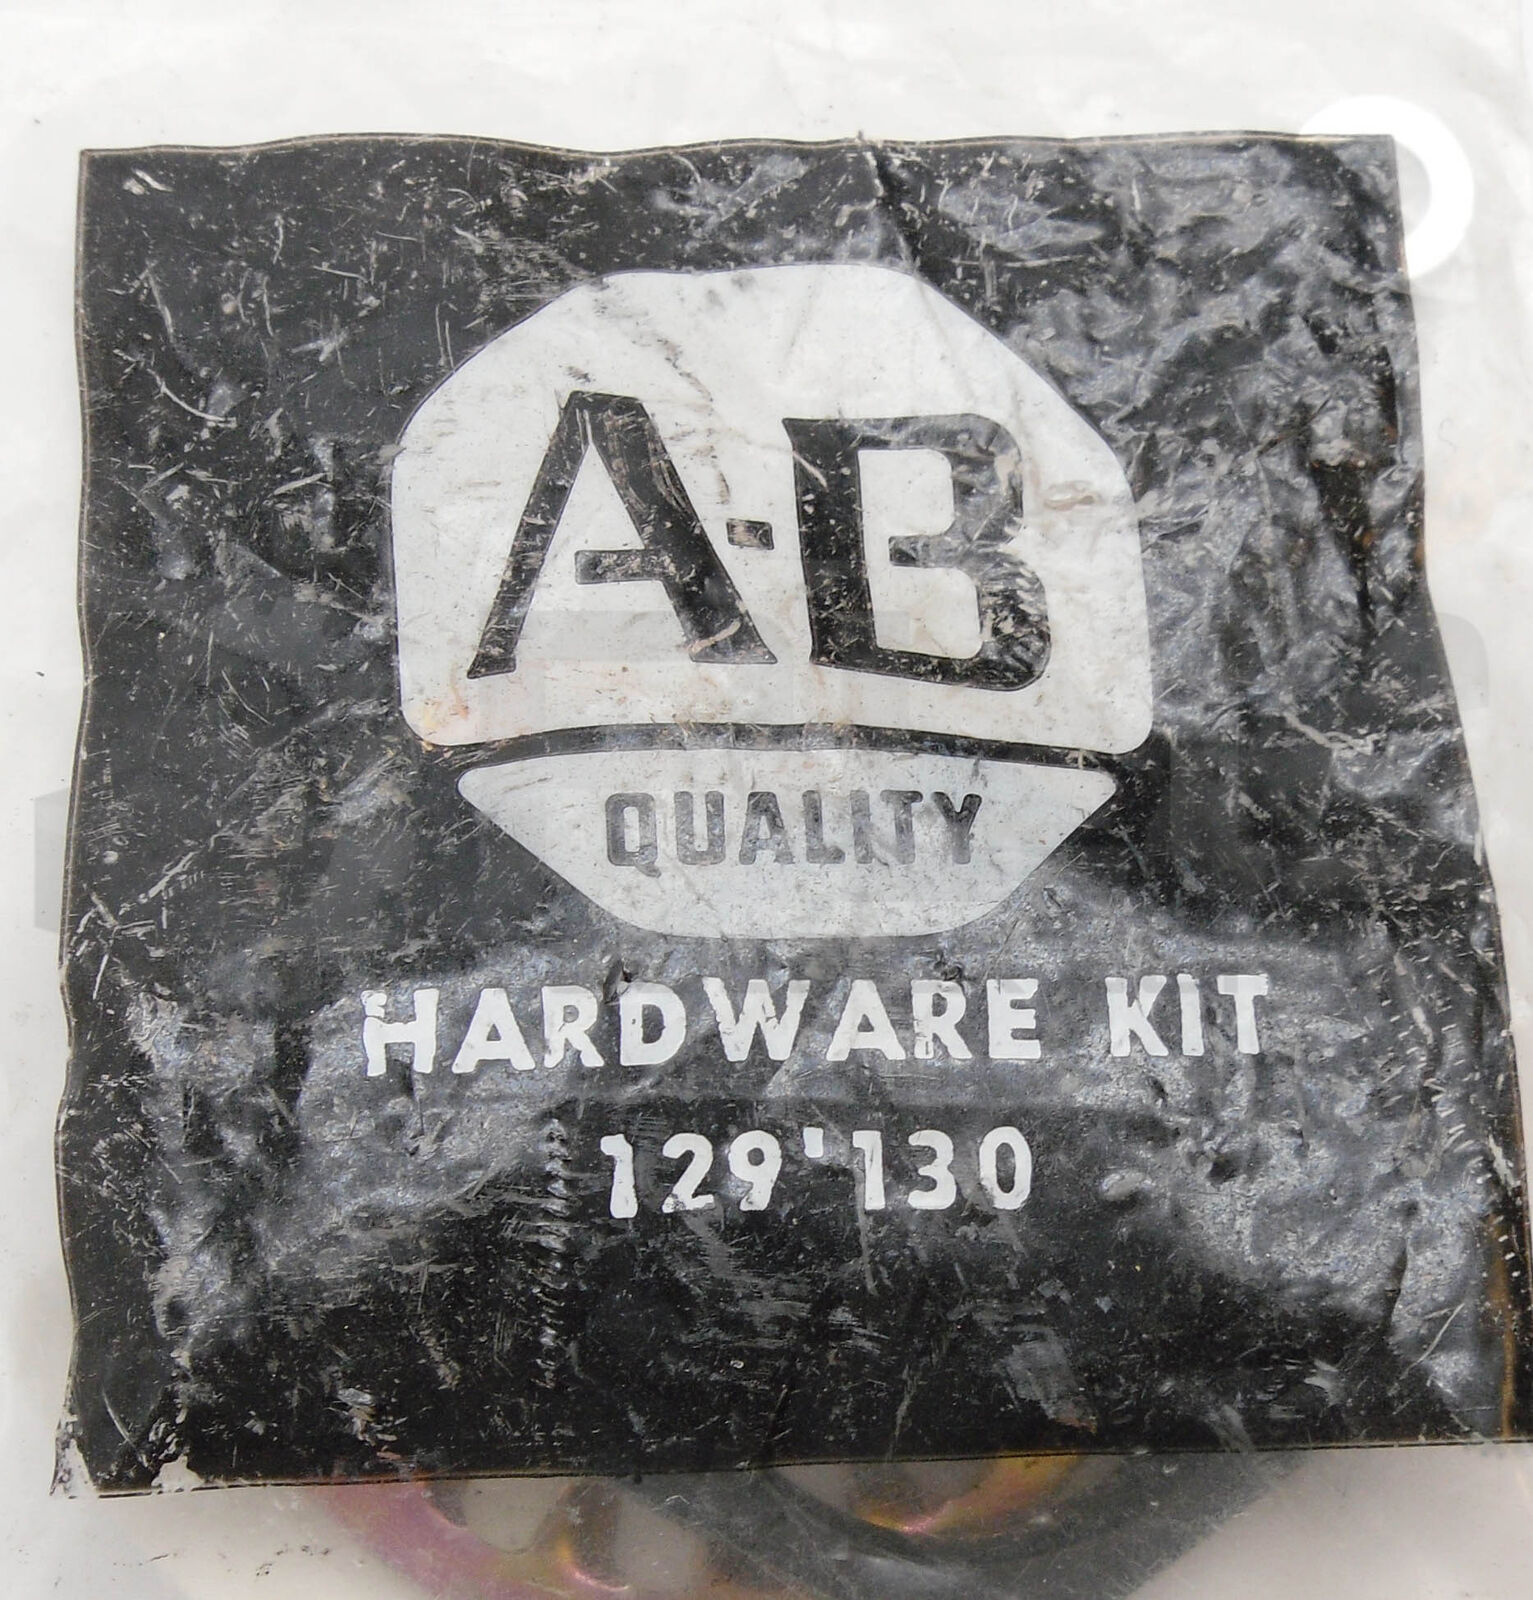 A-B
QUALITY
HARDWARE KIT
129'130